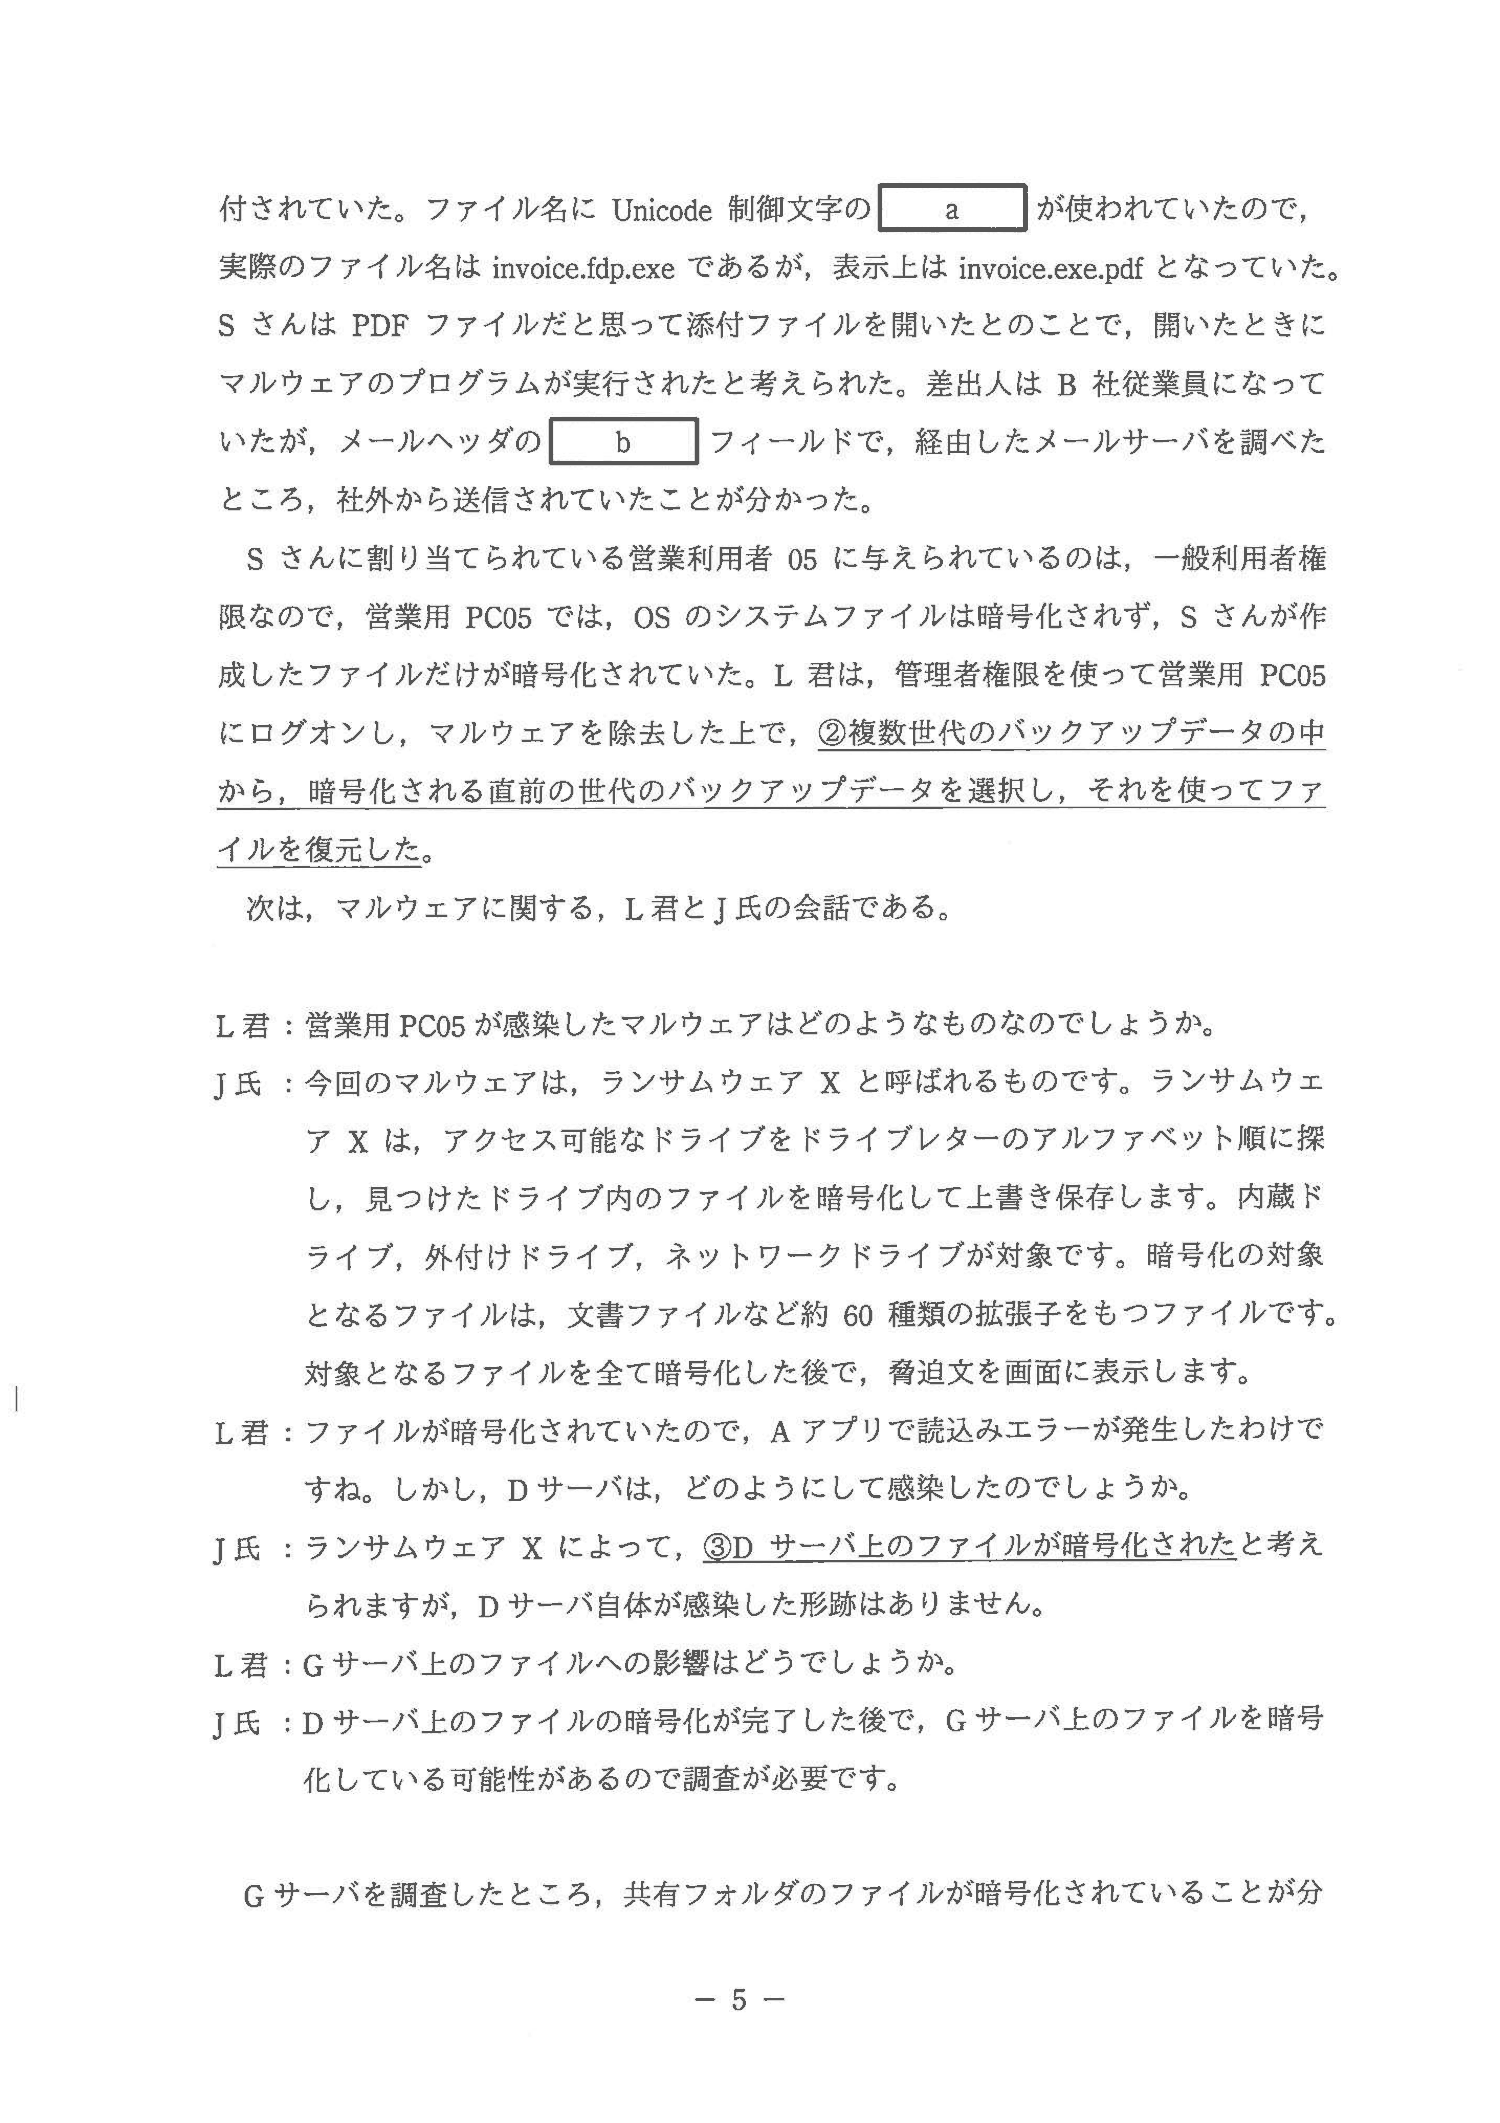 付されていた。ファイル名に Unicode 制御文字の a が使われていたので，
実際のファイル名は invoice.fdp.exe であるが，表示上は invoice.exe.pdf となっていた。
S さんは PDF ファイルだと思って添付ファイルを開いたとのことで，開いたときに
マルウェアのプログラムが実行されたと考えられた。差出人は B 社従業員になって
いたが，メールヘッダの b フィールドで，経由したメールサーバを調べた
ところ，社外から送信されていたことが分かった。
S さんに割り当てられている営業利用者 05 に与えられているのは，一般利用者権
限なので，営業用 PC05 では，OS のシステムファイルは暗号化されず，S さんが作
成したファイルだけが暗号化されていた。L 君は，管理者権限を使って営業用 PC05
にログオンし，マルウェアを除去した上で，②複数世代のバックアップデータの中
から，暗号化される直前の世代のバックアップデータを選択し，それを使ってファ
イルを復元した。
次は，マルウェアに関する，L 君と J 氏の会話である。
L 君：営業用 PC05 が感染したマルウェアはどのようなものなのでしょうか。
J 氏：今回のマルウェアは，ランサムウェア X と呼ばれるものです。ランサムウェ
ア X は，アクセス可能なドライブをドライブレターのアルファベット順に探
し，見つけたドライブ内のファイルを暗号化して上書き保存します。内蔵ド
ライブ，外付けドライブ，ネットワークドライブが対象です。暗号化の対象
となるファイルは，文書ファイルなど約 60 種類の拡張子をもつファイルです。
対象となるファイルを全て暗号化した後で，脅迫文を画面に表示します。
L 君：ファイルが暗号化されていたので，A アプリで読込みエラーが発生したわけで
すね。しかし，D サーバは，どのようにして感染したのでしょうか。
J 氏：ランサムウェア X によって，③D サーバ上のファイルが暗号化されたと考え
られますが，D サーバ自体が感染した形跡はありません。
L 君：G サーバ上のファイルへの影響はどうでしょうか。
J 氏：D サーバ上のファイルの暗号化が完了した後で，G サーバ上のファイルを暗号
化している可能性があるので調査が必要です。
G サーバを調査したところ，共有フォルダのファイルが暗号化されていることが分
－ 5 －